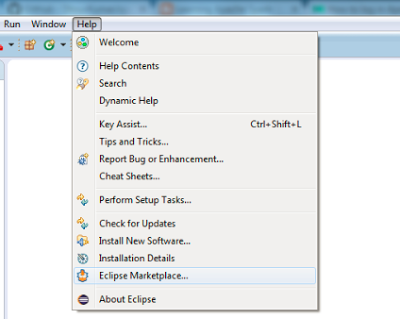 Run Window Help
Welcome
Help Contents
Search
Dynamic Help
Key Assist... Ctrl+Shift+L
Tips and Tricks...
Report Bug or Enhancement...
Cheat Sheets...
Perform Setup Tasks...
Check for Updates
Install New Software...
Installation Details
Eclipse Marketplace...
About Eclipse